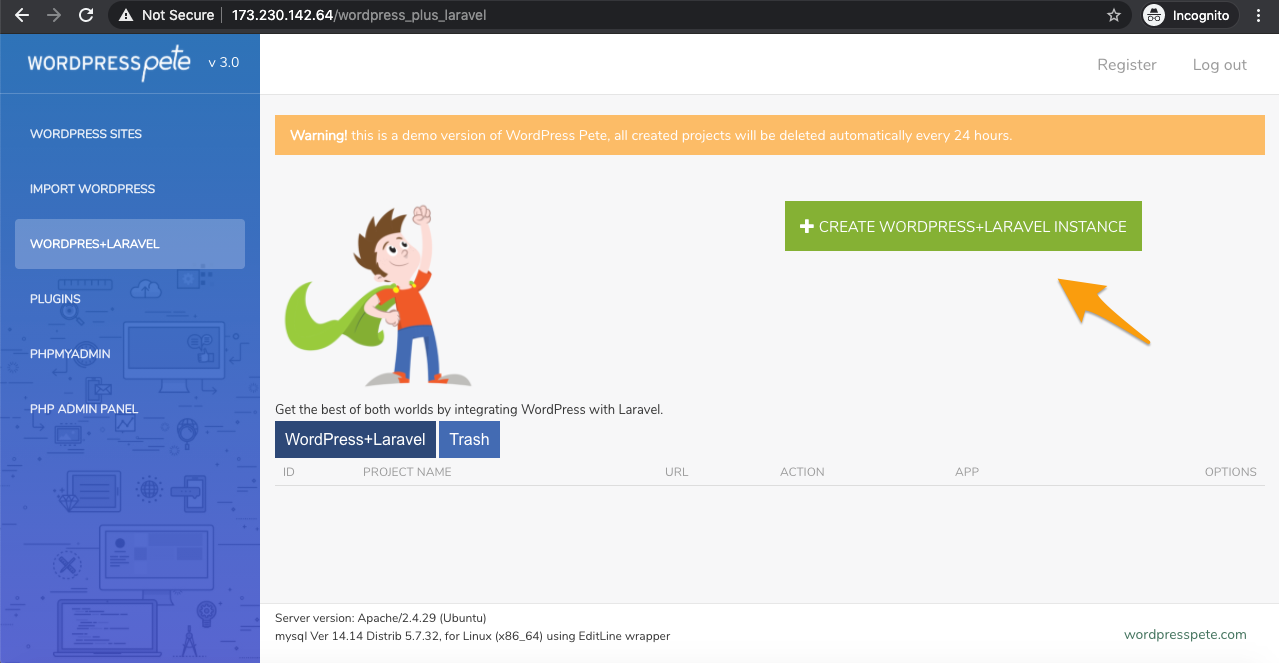 Not Secure 173.230.142.64/wordpress_plus_laravel Incognito
WORDPRESS pete v 3.0
Register Log out
WORDPRESS SITES
IMPORT WORDPRESS
WORDPRES+LARAVEL
PLUGINS
PHPMYADMIN
PHP ADMIN PANEL
Warning! this is a demo version of WordPress Pete, all created projects will be deleted automatically every 24 hours.
CREATE WORDPRESS+LARAVEL INSTANCE
Get the best of both worlds by integrating WordPress with Laravel.
WordPress+Laravel Trash
ID PROJECT NAME URL ACTION APP OPTIONS
Server version: Apache/2.4.29 (Ubuntu)
mysql Ver 14.14 Distrib 5.7.32, for Linux (x86_64) using EditLine wrapper
wordpresspete.com